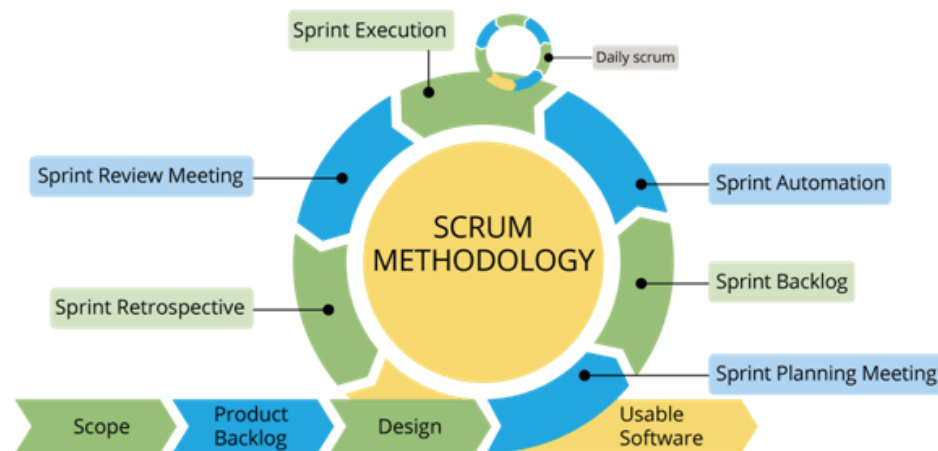 Sprint Execution
Daily scrum
Sprint Review Meeting
Sprint Automation
SCRUM
METHODOLOGY
Sprint Backlog
Sprint Retrospective
Sprint Planning Meeting
Scope
Product
Backlog
Design
Usable
Software